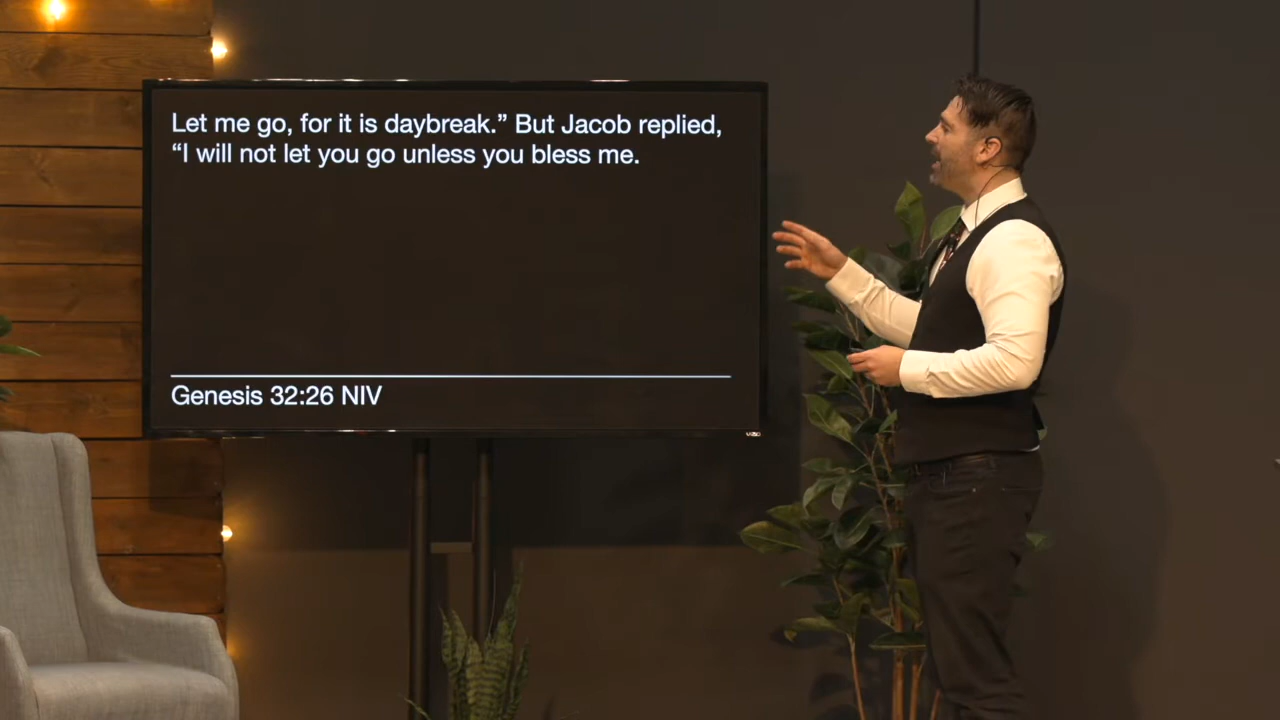 Let me go, for it is daybreak.” But Jacob replied,
“I will not let you go unless you bless me.
Genesis 32:26 NIV
VIZIO